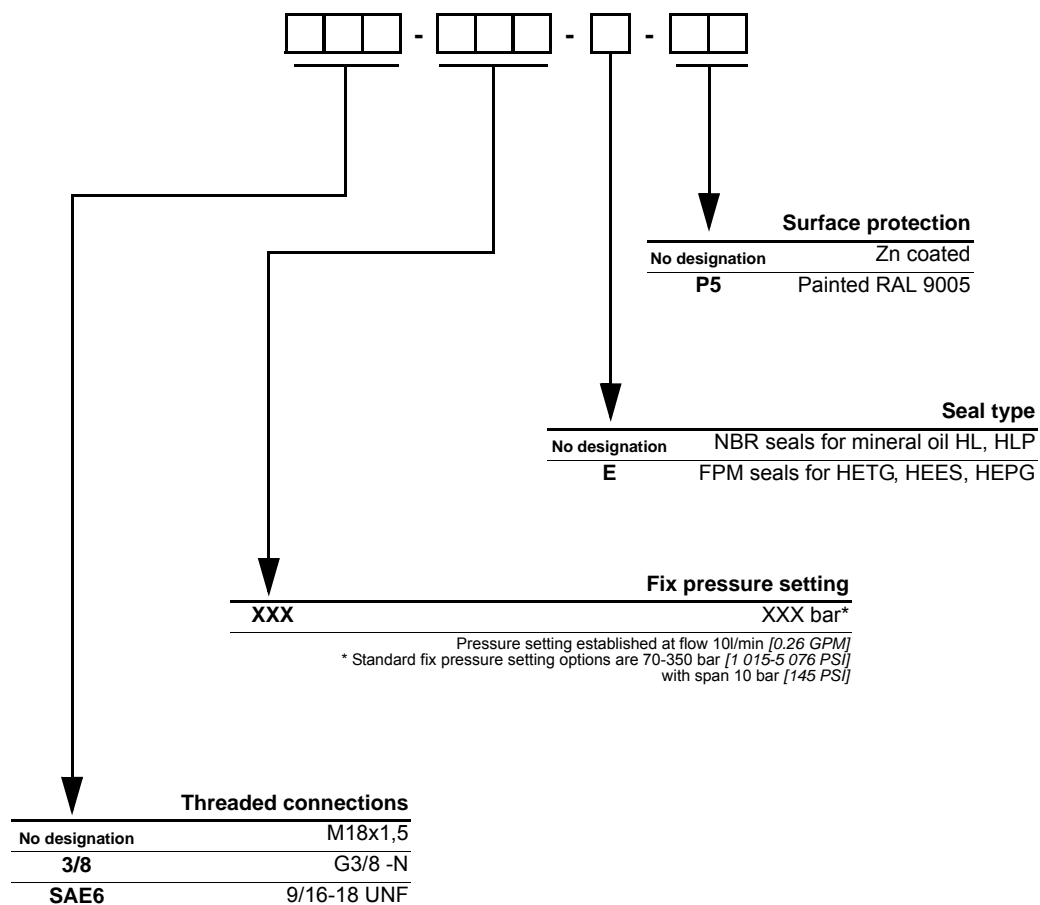 - - -
Surface protection
No designation Zn coated
P5 Painted RAL 9005
Seal type
No designation NBR seals for mineral oil HL, HLP
E FPM seals for HETG, HEES, HEPG
Fix pressure setting
XXX XXX bar*
Pressure setting established at flow 10l/min [0.26 GPM]
* Standard fix pressure setting options are 70-350 bar [1 015-5 076 PSI]
with span 10 bar [145 PSI]
Threaded connections
No designation M18x1,5
3/8 G3/8 -N
SAE6 9/16-18 UNF